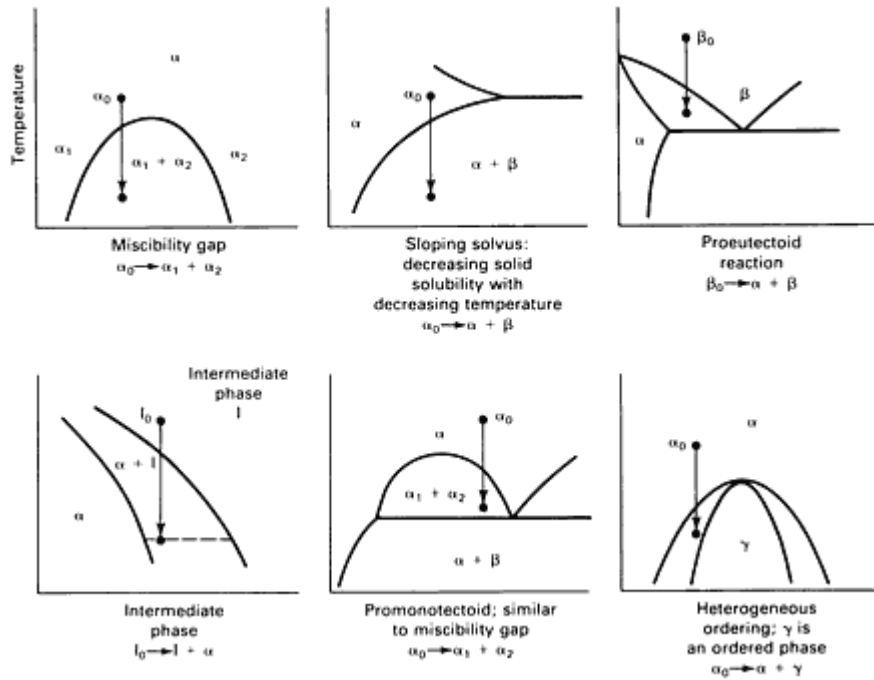 Temperature
α
α₀
α₁
α₁ + α₂
α₂
Miscibility gap
α₀→α₁ + α₂
α₀
α
α + β
Sloping solvus:
decreasing solid
solubility with
decreasing temperature
α₀→α + β
β₀
β
α
Proeutectoid
reaction
β₀→α + β
Intermediate
phase
I
I₀
α + I
α
Intermediate
phase
I₀→I + α
α₀
α
α₁ + α₂
α + β
Promonotectoid; similar
to miscibility gap
α₀→α₁ + α₂
α
α₀
γ
Heterogeneous
ordering; γ is
an ordered phase
α₀→α + γ